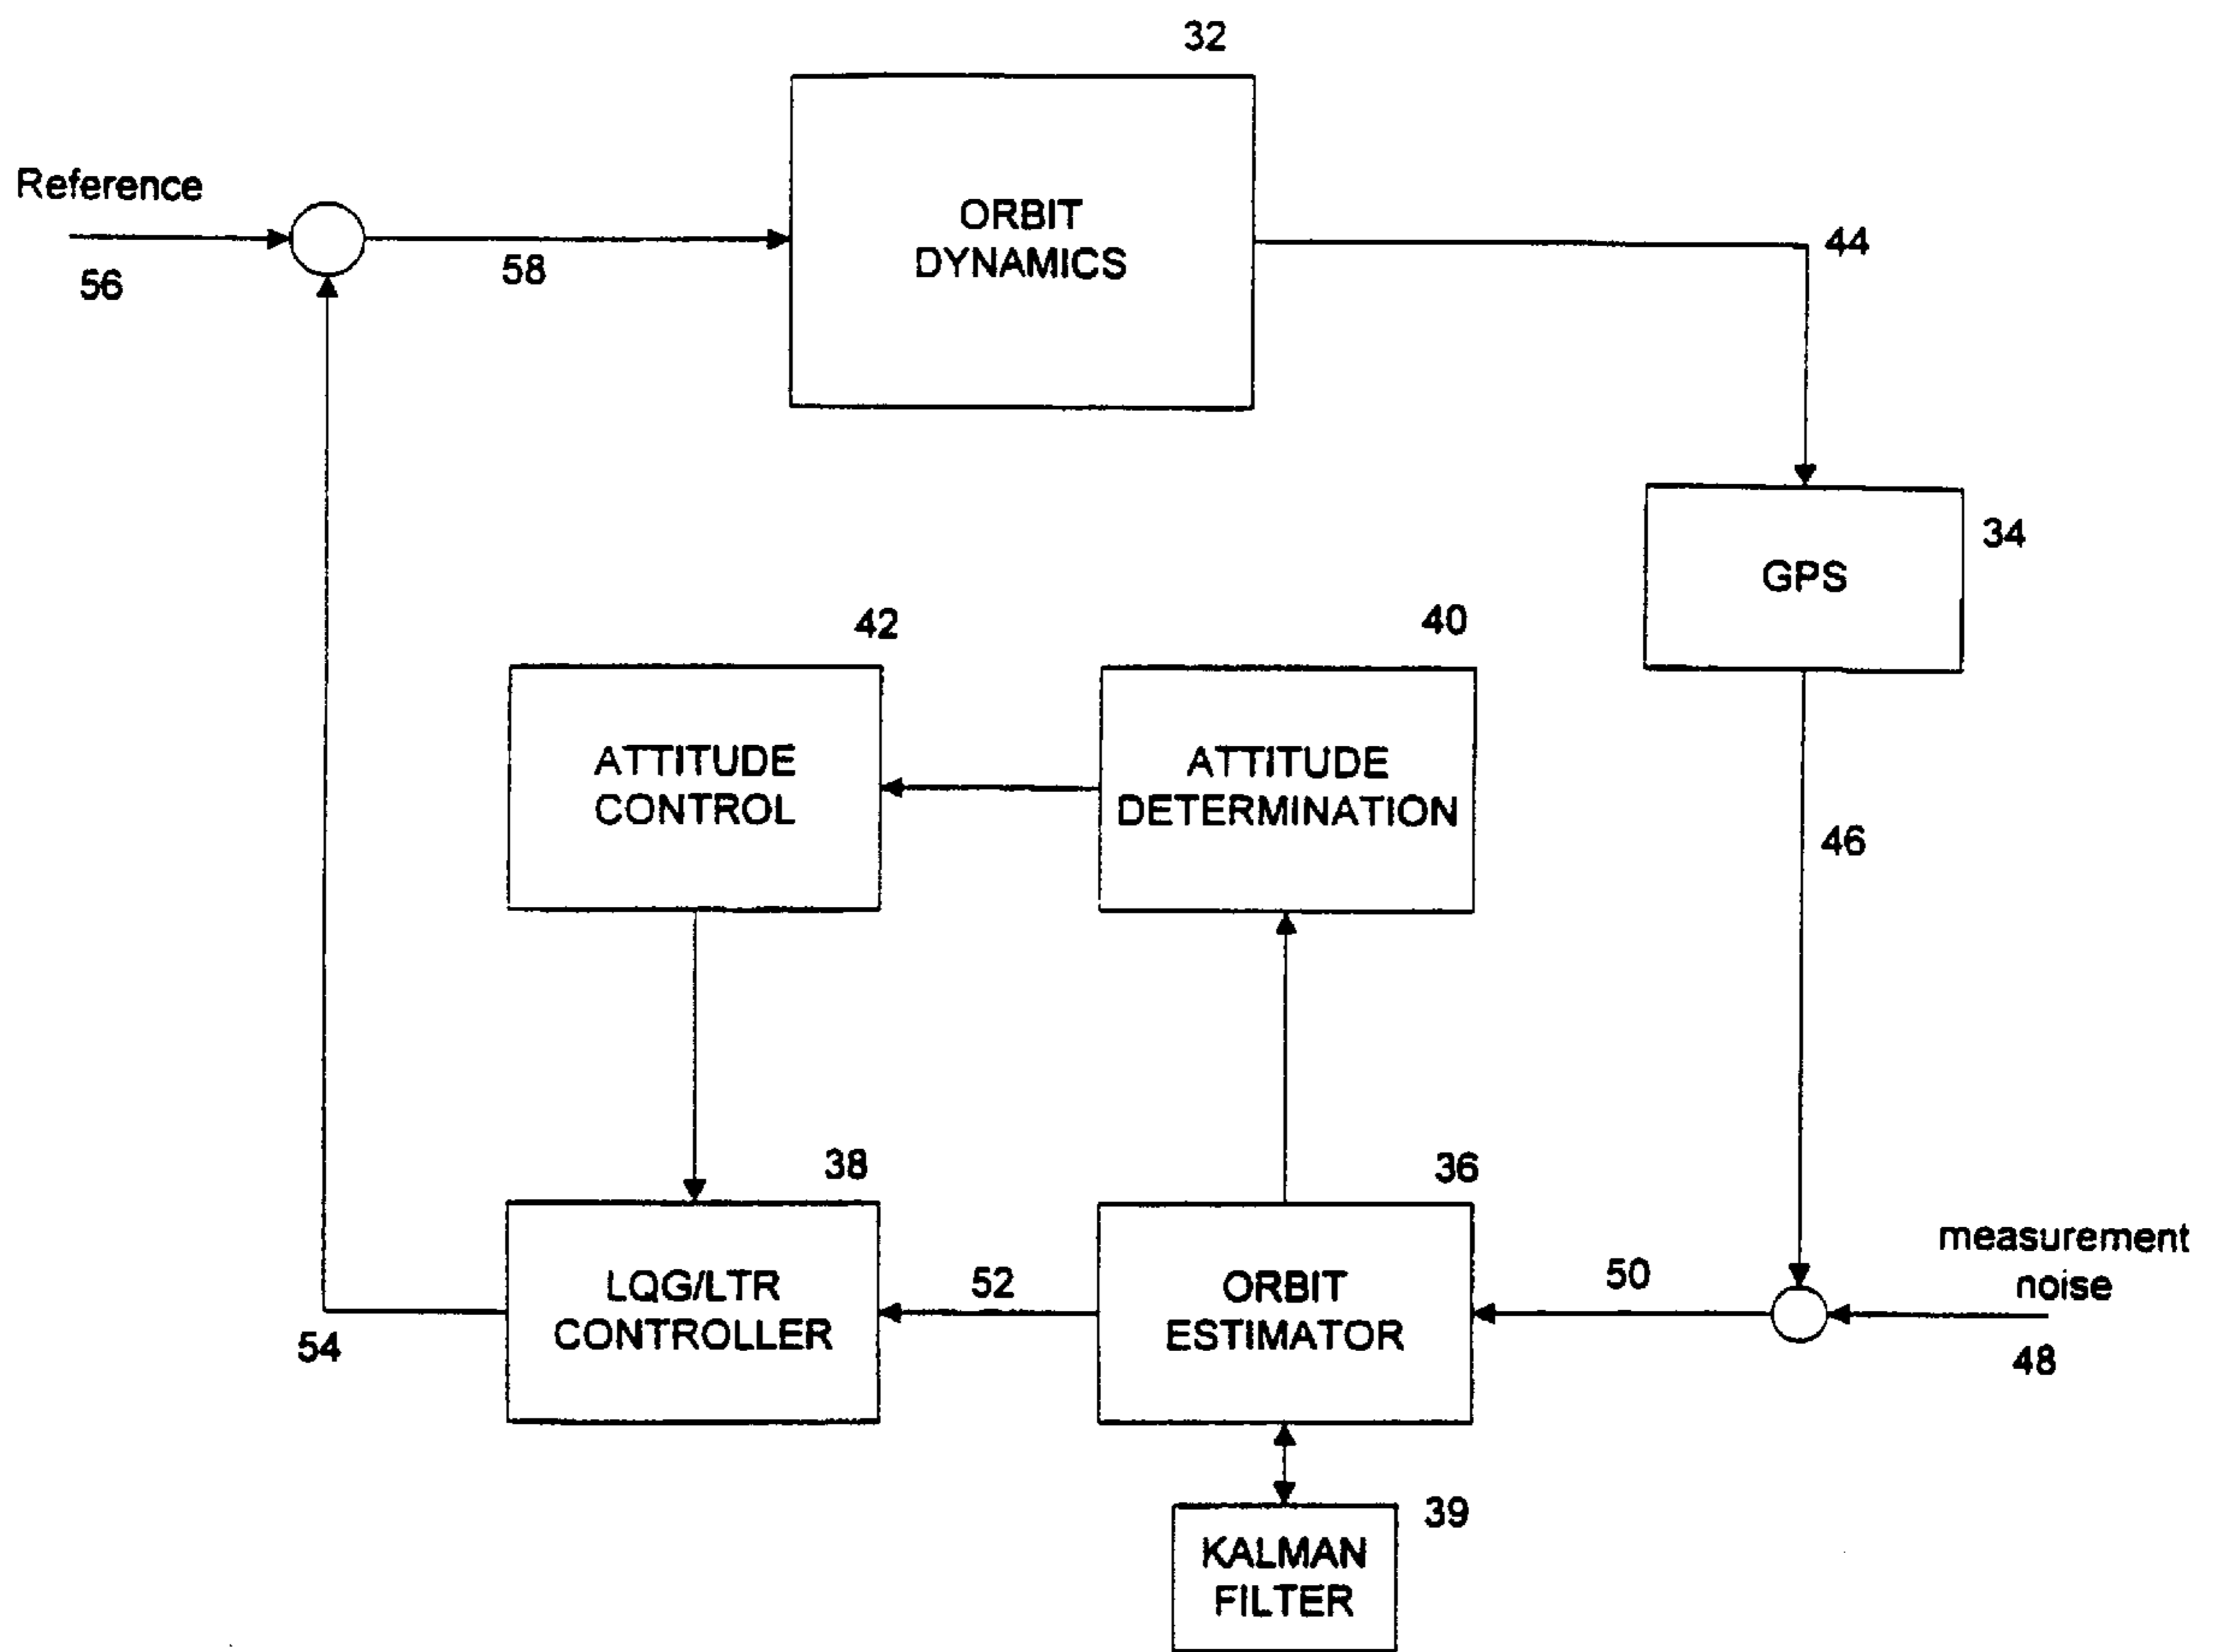 32
Reference
56
58
ORBIT
DYNAMICS
44
34
GPS
42
40
ATTITUDE
CONTROL
ATTITUDE
DETERMINATION
46
38
36
measurement
noise
LQG/LTR
CONTROLLER
52
ORBIT
ESTIMATOR
50
54
48
39
KALMAN
FILTER